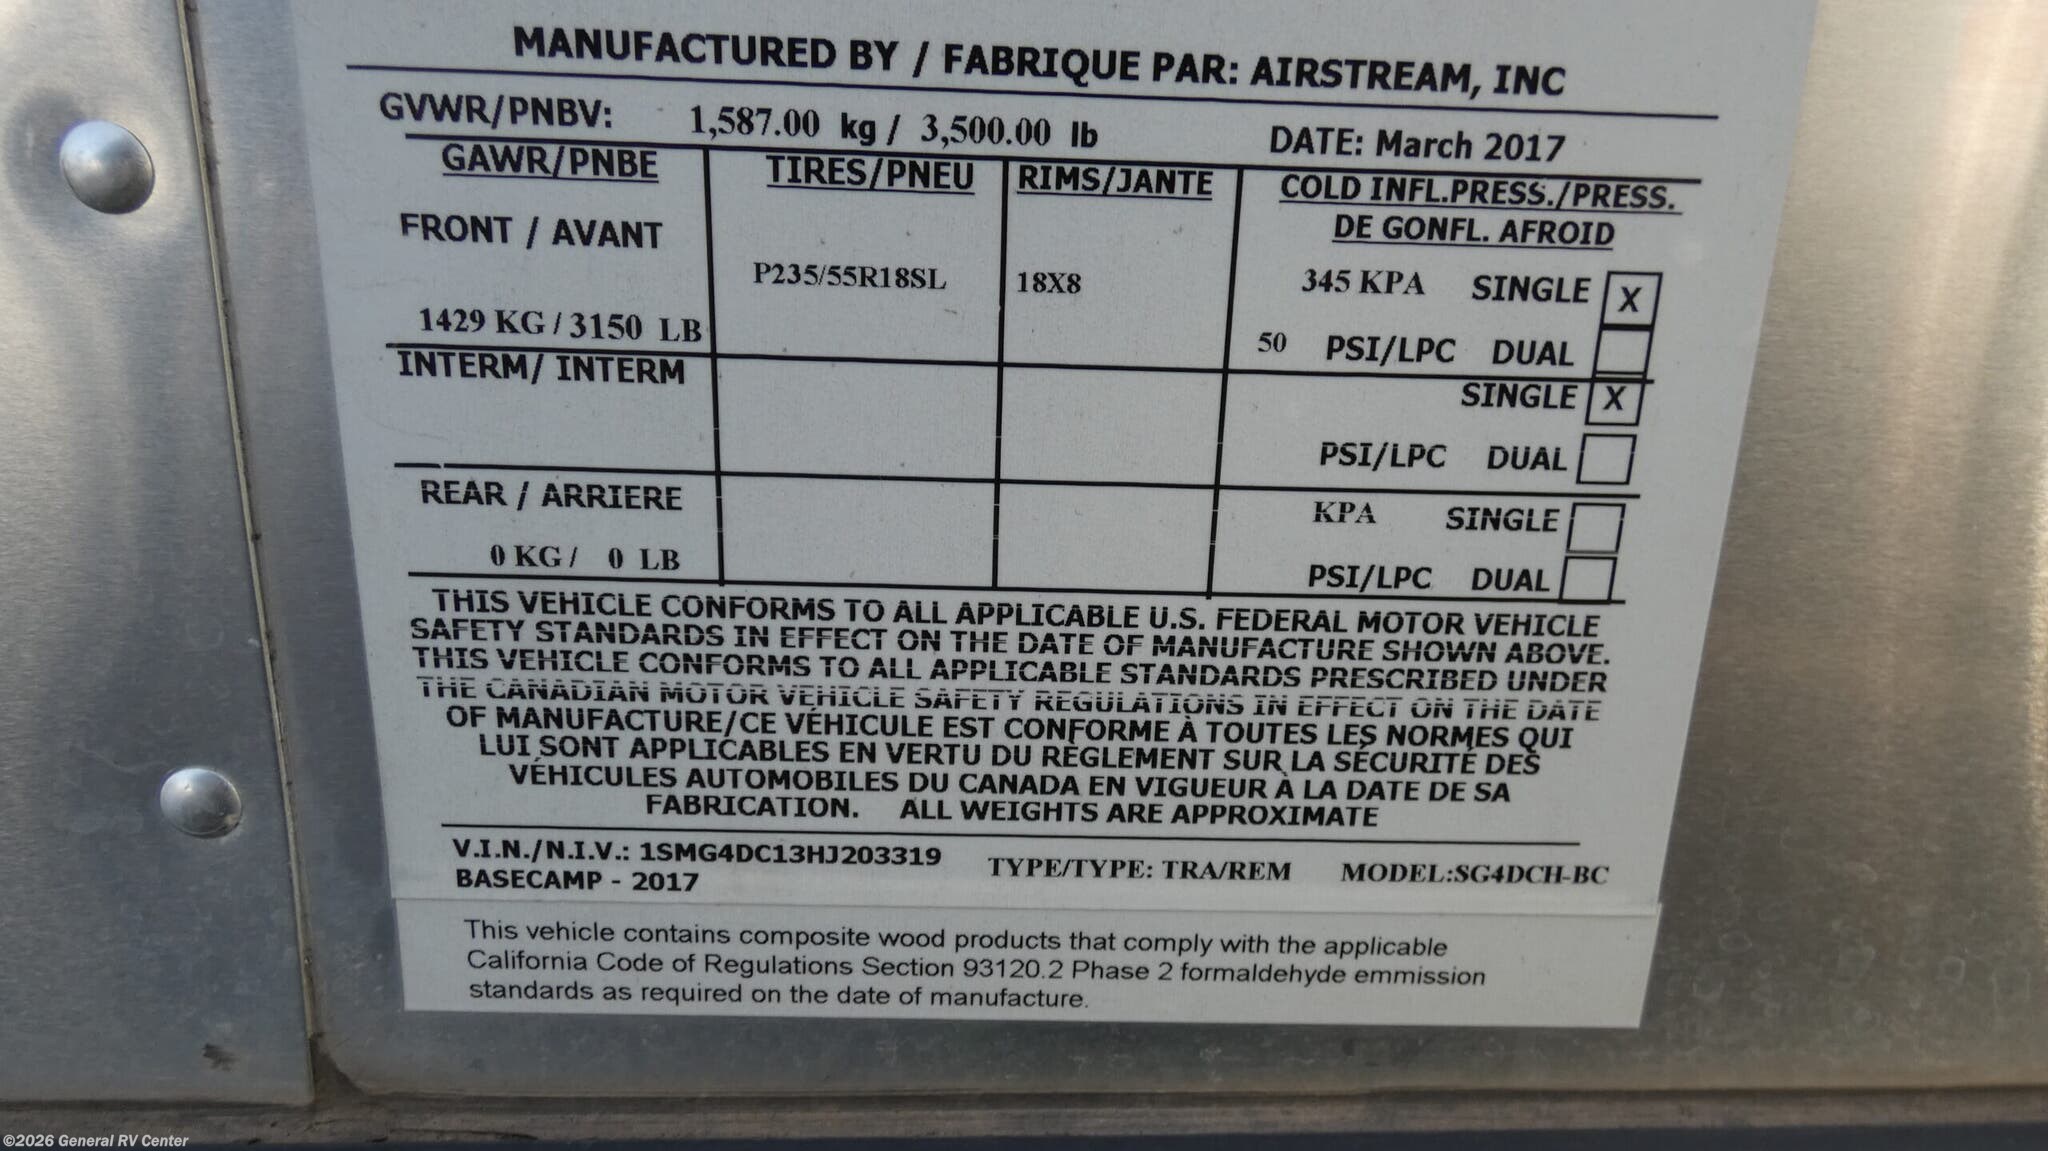 MANUFACTURED BY / FABRIQUE PAR: AIRSTREAM, INC
GVWR/PNBV: 1,587.00 kg / 3,500.00 lb DATE: March 2017
GAWR/PNBE TIRES/PNEU RIMS/JANTE COLD INFL.PRESS./PRESS.
DE GONFL. AFROID
FRONT / AVANT
P235/55R18SL 18X8 345 KPA SINGLE X
1429 KG / 3150 LB 50 PSI/LPC DUAL
INTERM/ INTERM SINGLE X
PSI/LPC DUAL
REAR / ARRIERE KPA SINGLE
0 KG / 0 LB PSI/LPC DUAL
THIS VEHICLE CONFORMS TO ALL APPLICABLE U.S. FEDERAL MOTOR VEHICLE
SAFETY STANDARDS IN EFFECT ON THE DATE OF MANUFACTURE SHOWN ABOVE.
THIS VEHICLE CONFORMS TO ALL APPLICABLE STANDARDS PRESCRIBED UNDER
THE CANADIAN MOTOR VEHICLE SAFETY REGULATIONS IN EFFECT ON THE DATE
OF MANUFACTURE/CE VÉHICULE EST CONFORME À TOUTES LES NORMES QUI
LUI SONT APPLICABLES EN VERTU DU RÈGLEMENT SUR LA SÉCURITÉ DES
VÉHICULES AUTOMOBILES DU CANADA EN VIGUEUR À LA DATE DE SA
FABRICATION. ALL WEIGHTS ARE APPROXIMATE
V.I.N./N.I.V.: 1SMG4DC13HJ203319 TYPE/TYPE: TRA/REM MODEL:SG4DCH-BC
BASECAMP - 2017
This vehicle contains composite wood products that comply with the applicable
California Code of Regulations Section 93120.2 Phase 2 formaldehyde emmission
standards as required on the date of manufacture.
©2026 General RV Center